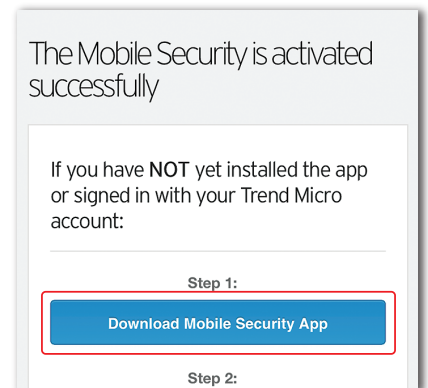 The Mobile Security is activated
successfully
If you have NOT yet installed the app
or signed in with your Trend Micro
account:
Step 1:
Download Mobile Security App
Step 2: